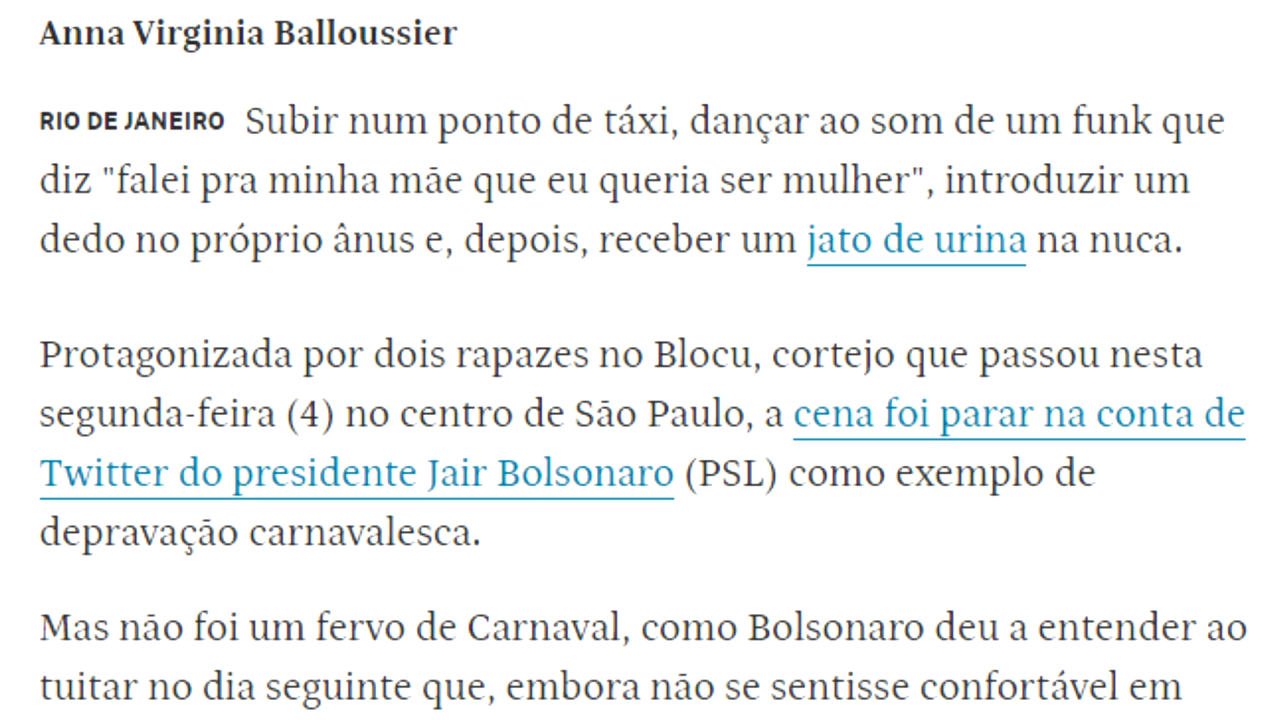 Anna Virginia Balloussier
RIO DE JANEIRO Subir num ponto de táxi, dançar ao som de um funk que
diz "falei pra minha mãe que eu queria ser mulher", introduzir um
dedo no próprio ânus e, depois, receber um jato de urina na nuca.
Protagonizada por dois rapazes no Blocu, cortejo que passou nesta
segunda-feira (4) no centro de São Paulo, a cena foi parar na conta de
Twitter do presidente Jair Bolsonaro (PSL) como exemplo de
depravação carnavalesca.
Mas não foi um fervo de Carnaval, como Bolsonaro deu a entender ao
tuitar no dia seguinte que, embora não se sentisse confortável em